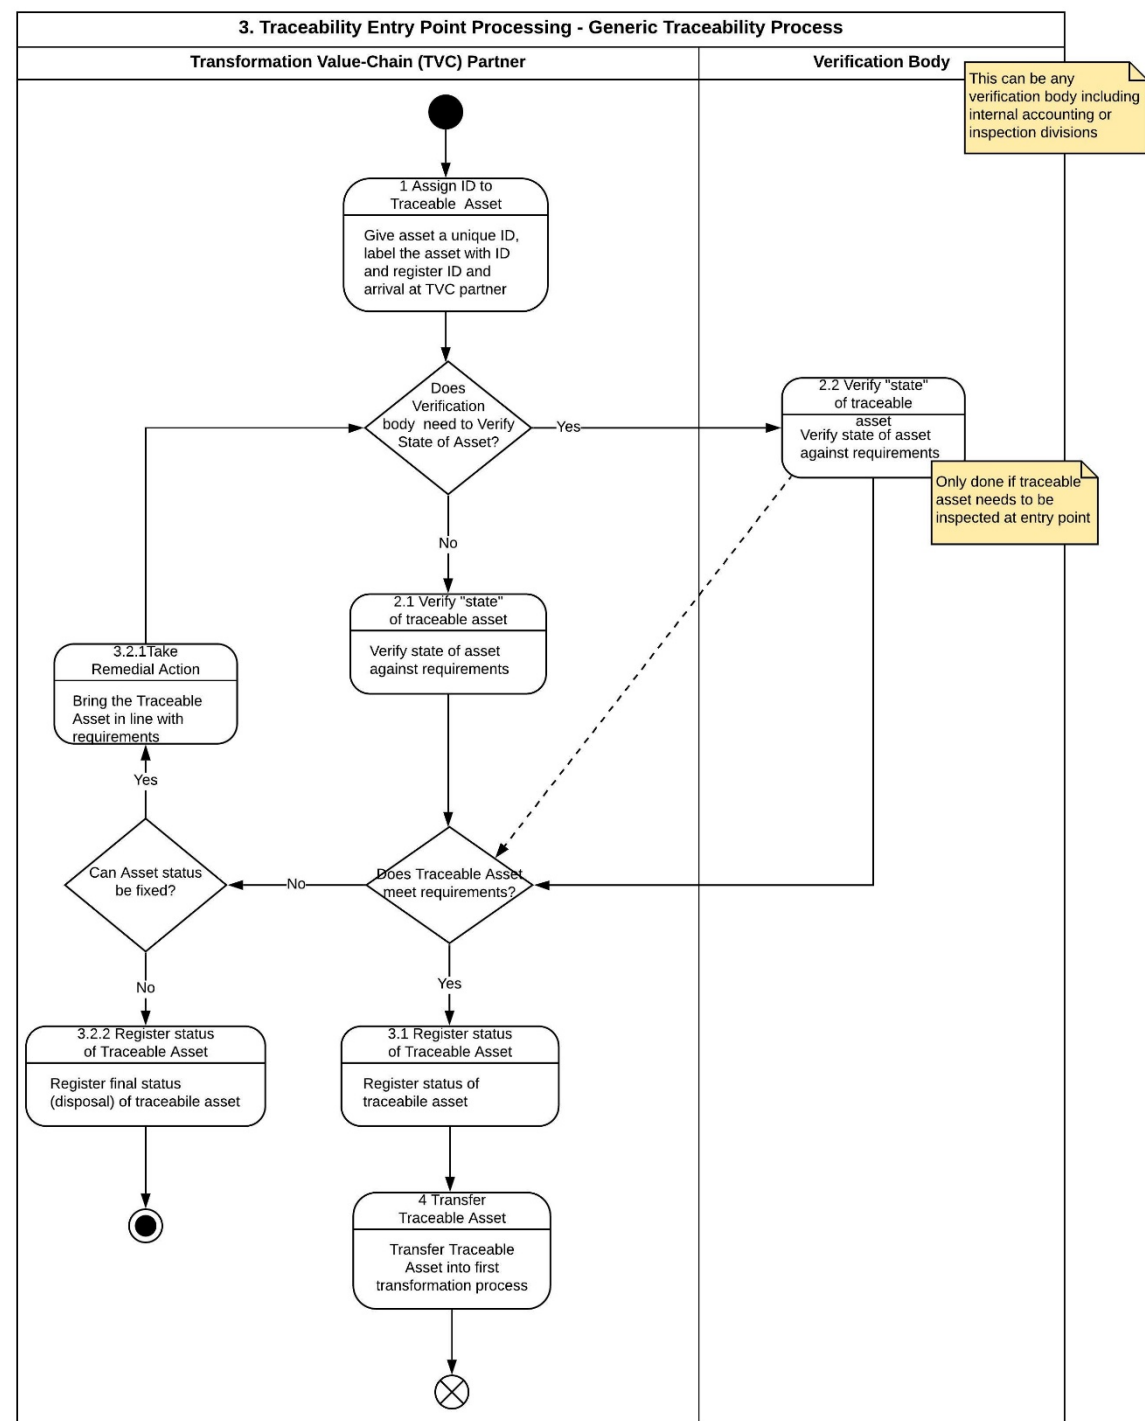 3. Traceability Entry Point Processing - Generic Traceability Process
Transformation Value-Chain (TVC) Partner
Verification Body
This can be any
verification body including
internal accounting or
inspection divisions
1 Assign ID to
Traceable Asset
Give asset a unique ID,
label the asset with ID
and register ID and
arrival at TVC partner
Does
Verification
body need to Verify
State of Asset?
Yes
2.2 Verify "state"
of traceable
asset
Verify state of asset
against requirements
Only done if traceable
asset needs to be
inspected at entry point
No
2.1 Verify "state"
of traceable asset
Verify state of asset
against requirements
3.2.1Take
Remedial Action
Bring the Traceable
Asset in line with
requirements
Yes
Can Asset status
be fixed?
No
Does Traceable Asset
meet requirements?
No
Yes
3.2.2 Register status
of Traceable Asset
Register final status
(disposal) of traceabile asset
3.1 Register status
of Traceable Asset
Register status of
traceabile asset
4 Transfer
Traceable Asset
Transfer Traceable
Asset into first
transformation process